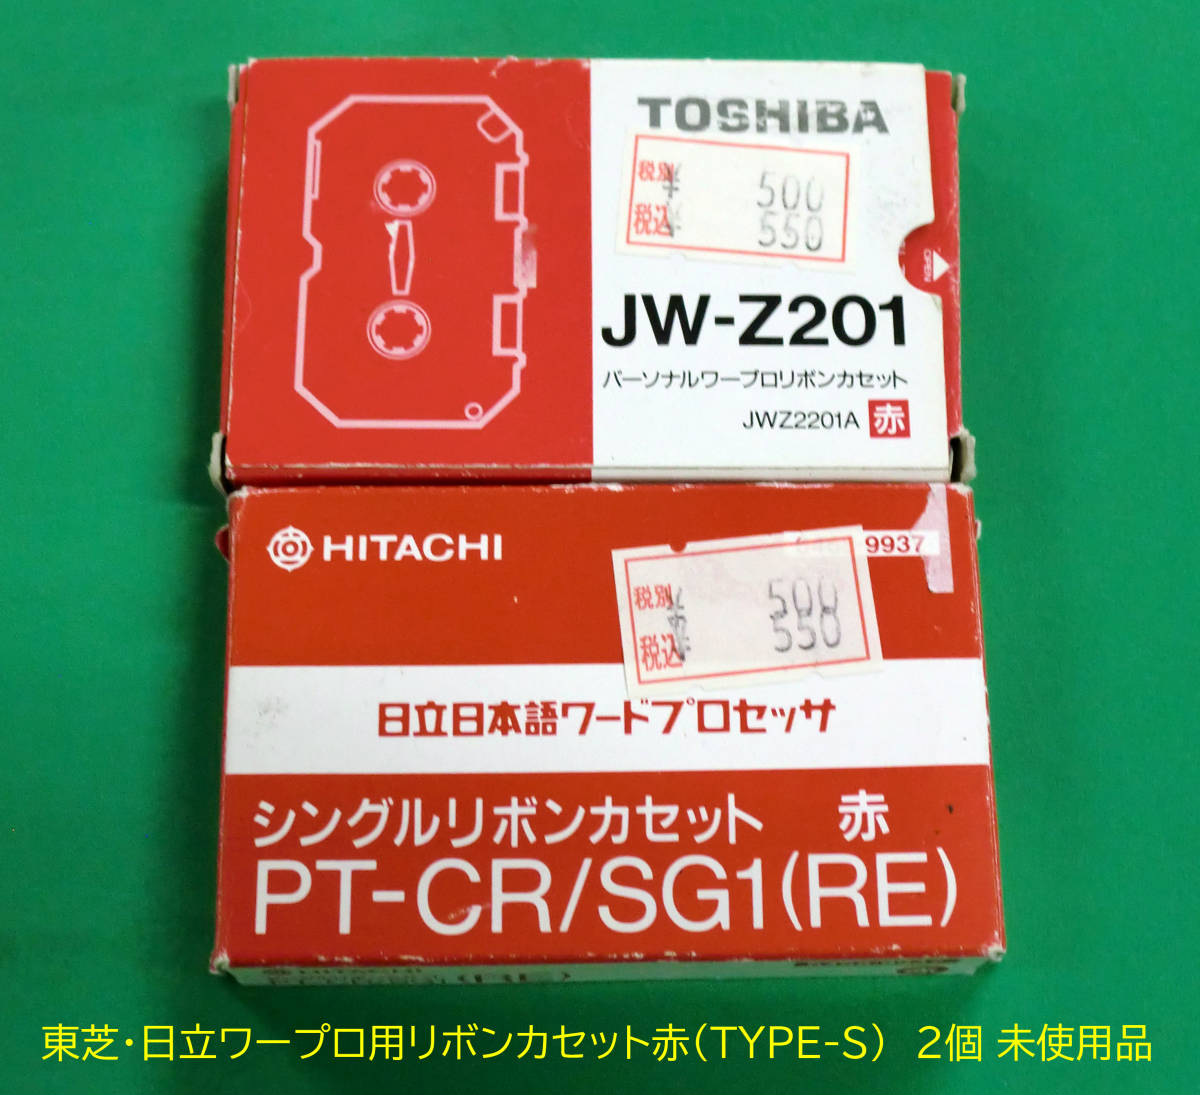 TOSHIBA
税別 ¥ 500
税込 ¥ 550
OPEN
JW-Z201
パーソナルワープロリボンカセット
JWZ2201A 赤
HITACHI
9937
税別 ¥ 500
税込 ¥ 550
日立日本語ワードプロセッサ
シングルリボンカセット 赤
PT-CR/SG1(RE)
HITACHI
(RE)
東芝・日立ワープロ用リボンカセット赤(TYPE-S) 2個 未使用品